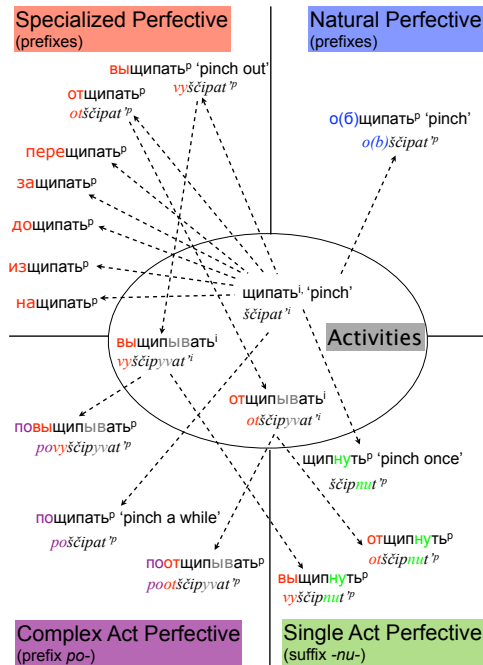 Specialized Perfective
(prefixes)
Natural Perfective
(prefixes)
выщипатьᵖ ‘pinch out’
vyščipat’ᵖ
отщипатьᵖ
otščipat’ᵖ
о(б)щипатьᵖ ‘pinch’
o(b)ščipat’ᵖ
перещипатьᵖ
защипатьᵖ
дощипатьᵖ
изщипатьᵖ
нащипатьᵖ
щипатьⁱ, ‘pinch’
ščipat’ⁱ
Activities
выщипыватьⁱ
vyščipyvat’ⁱ
отщипыватьⁱ
otščipyvat’ⁱ
повыщипыватьᵖ
povyščipyvat’ᵖ
щипнутьᵖ ‘pinch once’
ščipnut’ᵖ
пощипатьᵖ ‘pinch a while’
poščipat’ᵖ
отщипнутьᵖ
otščipnut’ᵖ
поотщипыватьᵖ
pootščipyvat’ᵖ
выщипнутьᵖ
vyščipnut’ᵖ
Complex Act Perfective
(prefix po-)
Single Act Perfective
(suffix -nu-)